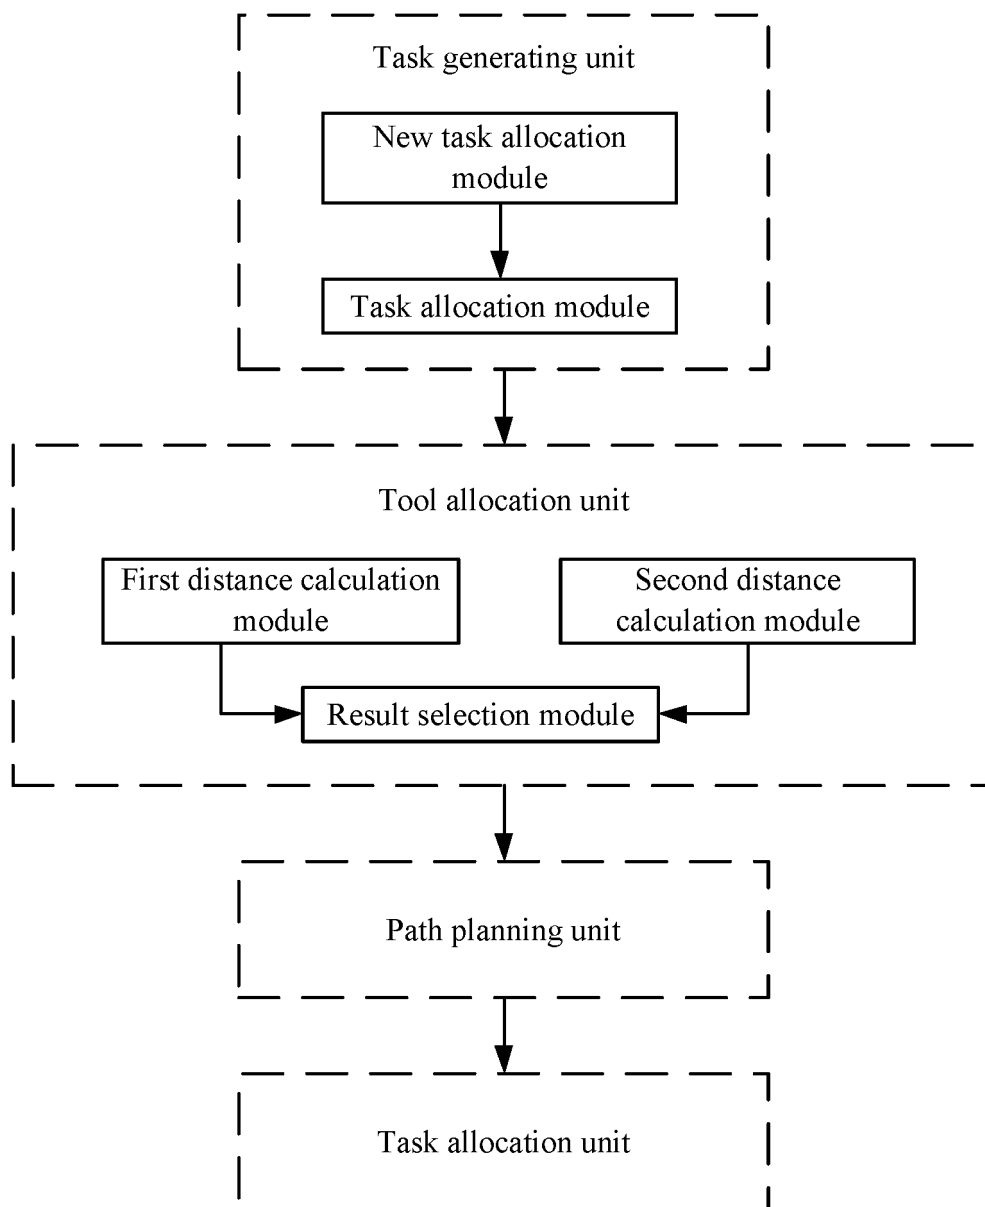 Task generating unit
New task allocation
module
Task allocation module
Tool allocation unit
First distance calculation
module
Second distance
calculation module
Result selection module
Path planning unit
Task allocation unit